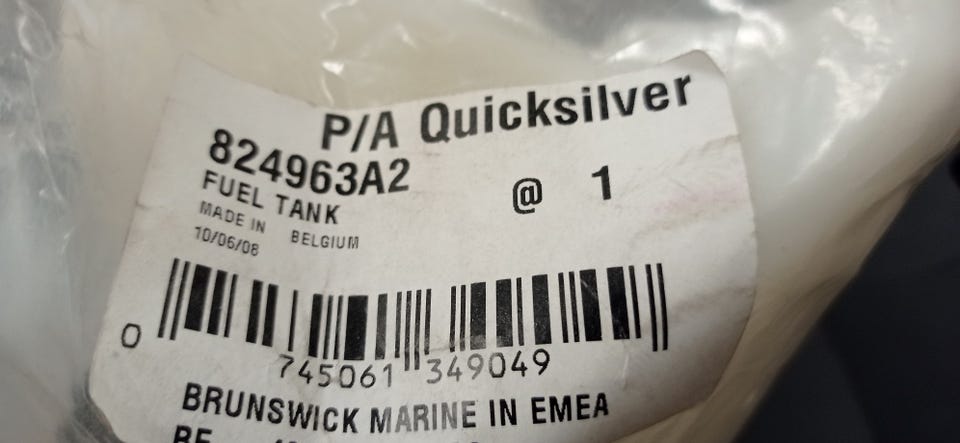 P/A Quicksilver
824963A2
FUEL TANK @ 1
MADE IN BELGIUM
10/06/08
0 745061 349049
BRUNSWICK MARINE IN EMEA